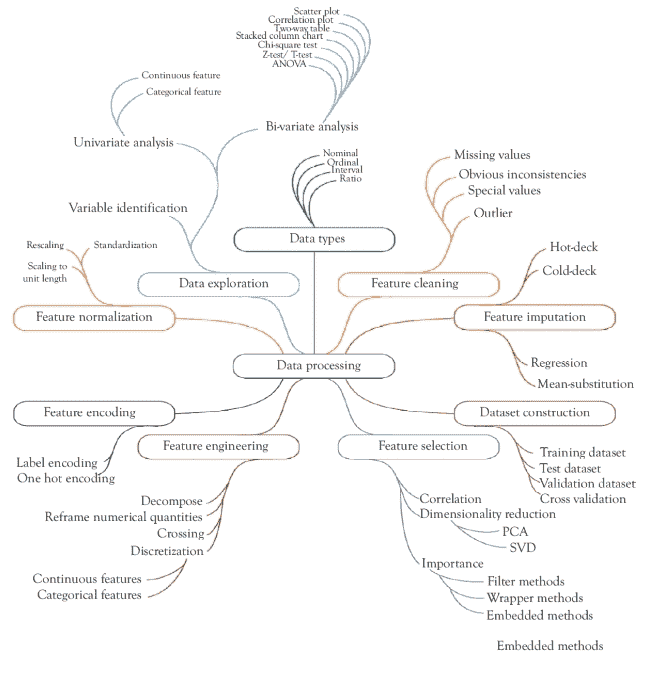 Scatter plot
Correlation plot
Two-way table
Stacked column chart
Chi-square test
Z-test/ T-test
ANOVA
Continuous feature
Categorical feature
Bi-variate analysis
Univariate analysis
Nominal
Ordinal
Interval
Ratio
Missing values
Obvious inconsistencies
Special values
Outlier
Variable identification
Data types
Rescaling
Standardization
Scaling to
unit length
Hot-deck
Cold-deck
Data exploration
Feature cleaning
Feature normalization
Feature imputation
Regression
Mean-substitution
Data processing
Feature encoding
Dataset construction
Feature engineering
Feature selection
Label encoding
One hot encoding
Training dataset
Test dataset
Validation dataset
Cross validation
Decompose
Reframe numerical quantities
Crossing
Discretization
Continuous features
Categorical features
Correlation
Dimensionality reduction
PCA
SVD
Importance
Filter methods
Wrapper methods
Embedded methods
Embedded methods